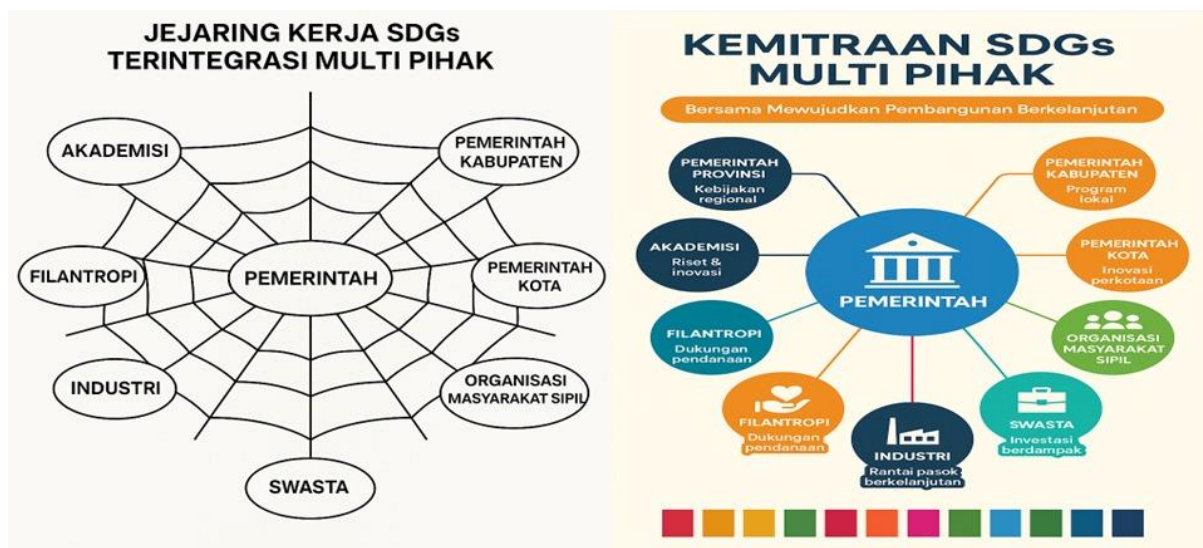 JEJARING KERJA SDGs
TERINTEGRASI MULTI PIHAK
AKADEMISI
PEMERINTAH
KABUPATEN
FILANTROPI
PEMERINTAH
PEMERINTAH
KOTA
INDUSTRI
ORGANISASI
MASYARAKAT SIPIL
SWASTA
KEMITRAAN SDGs
MULTI PIHAK
Bersama Mewujudkan Pembangunan Berkelanjutan
PEMERINTAH
PROVINSI
Kebijakan
regional
PEMERINTAH
KABUPATEN
Program
lokal
AKADEMISI
Riset &
inovasi
PEMERINTAH
PEMERINTAH
KOTA
Inovasi
perkotaan
FILANTROPI
Dukungan
pendanaan
ORGANISASI
MASYARAKAT
SIPIL
FILANTROPI
Dukungan
pendanaan
INDUSTRI
Rantai pasok
berkelanjutan
SWASTA
Investasi
berdampak